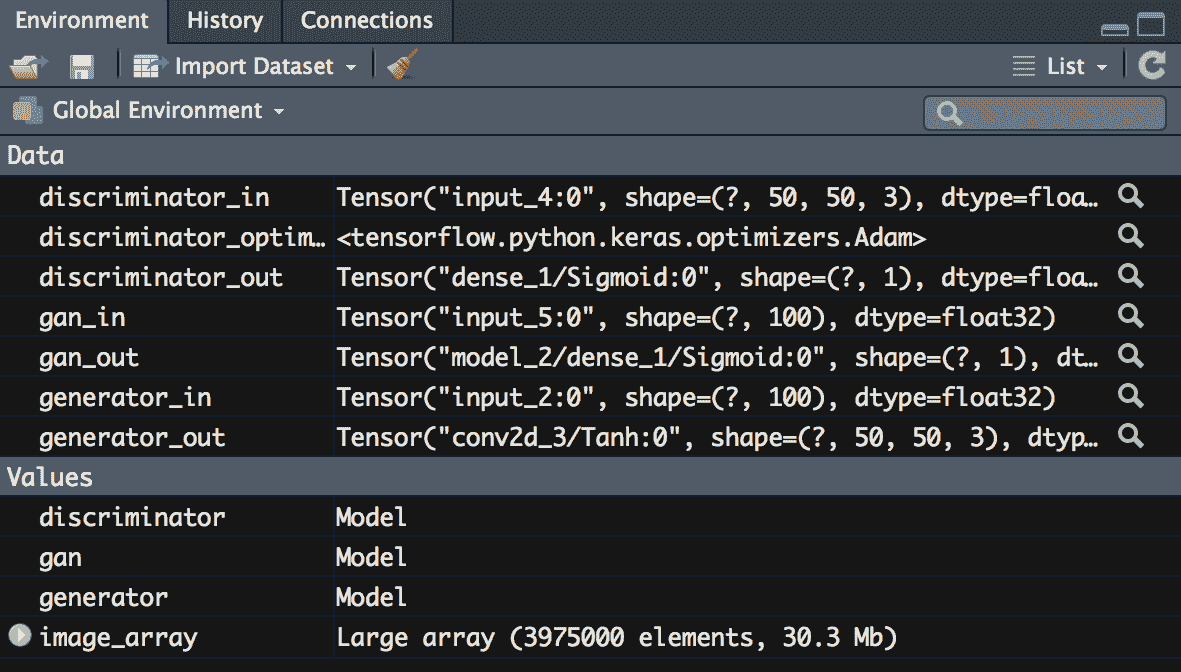 Environment History Connections
Import Dataset List
Global Environment
Data
discriminator_in Tensor("input_4:0", shape=(?, 50, 50, 3), dtype=floa…
discriminator_optim… <tensorflow.python.keras.optimizers.Adam>
discriminator_out Tensor("dense_1/Sigmoid:0", shape=(?, 1), dtype=floa…
gan_in Tensor("input_5:0", shape=(?, 100), dtype=float32)
gan_out Tensor("model_2/dense_1/Sigmoid:0", shape=(?, 1), dt…
generator_in Tensor("input_2:0", shape=(?, 100), dtype=float32)
generator_out Tensor("conv2d_3/Tanh:0", shape=(?, 50, 50, 3), dtyp…
Values
discriminator Model
gan Model
generator Model
image_array Large array (3975000 elements, 30.3 Mb)